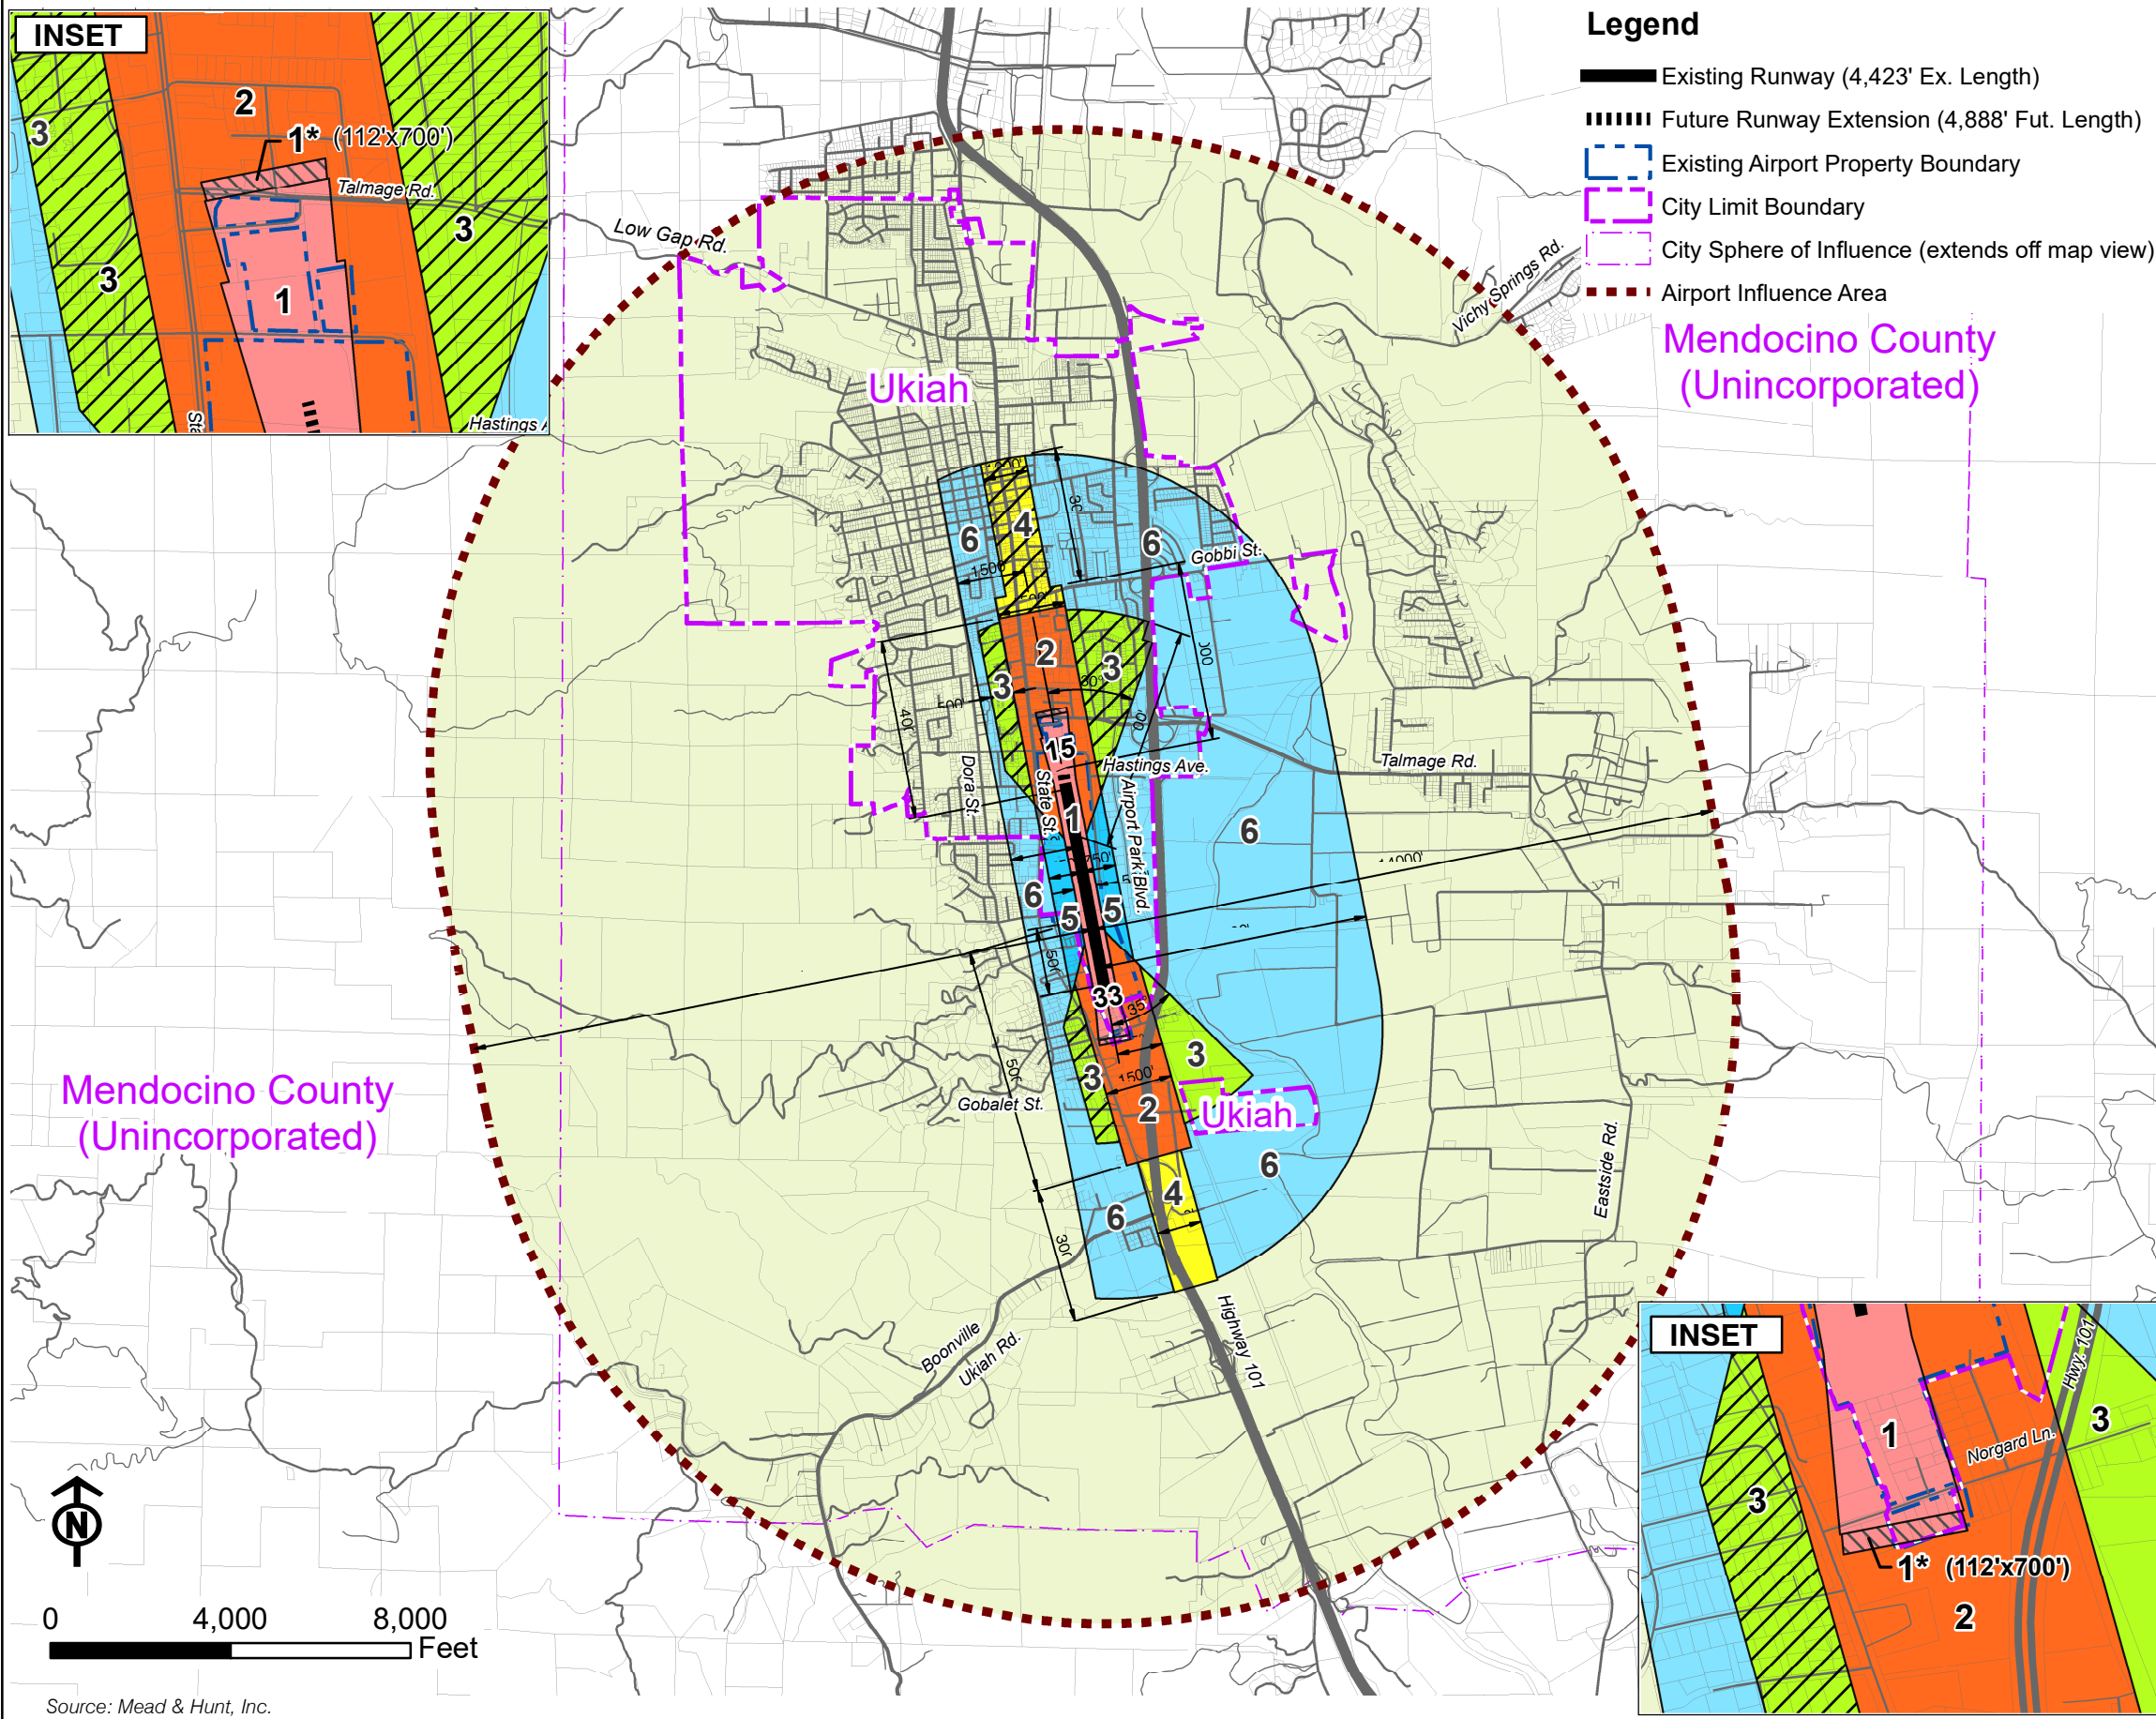 INSET
2
3
1* (112'x700')
Talmage Rd.
3
3
1
Hastings
Legend
Existing Runway (4,423' Ex. Length)
Future Runway Extension (4,888' Fut. Length)
Existing Airport Property Boundary
City Limit Boundary
City Sphere of Influence (extends off map view)
Airport Influence Area
Low Gap Rd.
Vichy Springs Rd.
Mendocino County
(Unincorporated)
Ukiah
6
4
6
Gobbi St.
1500'
2
3
3
30°
15
Hastings Ave.
Talmage Rd.
Dora St.
State St.
Airport Park Blvd.
1
6
14000'
6
5
5
33
35°
3
3
1500'
2
Ukiah
Gobalet St.
Mendocino County
(Unincorporated)
6
4
6
Eastside Rd.
Boonville
Ukiah Rd.
Highway 101
INSET
Hwy. 101
1
3
Norgard Ln.
3
1* (112'x700')
2
N
0 4,000 8,000
Feet
Source: Mead & Hunt, Inc.